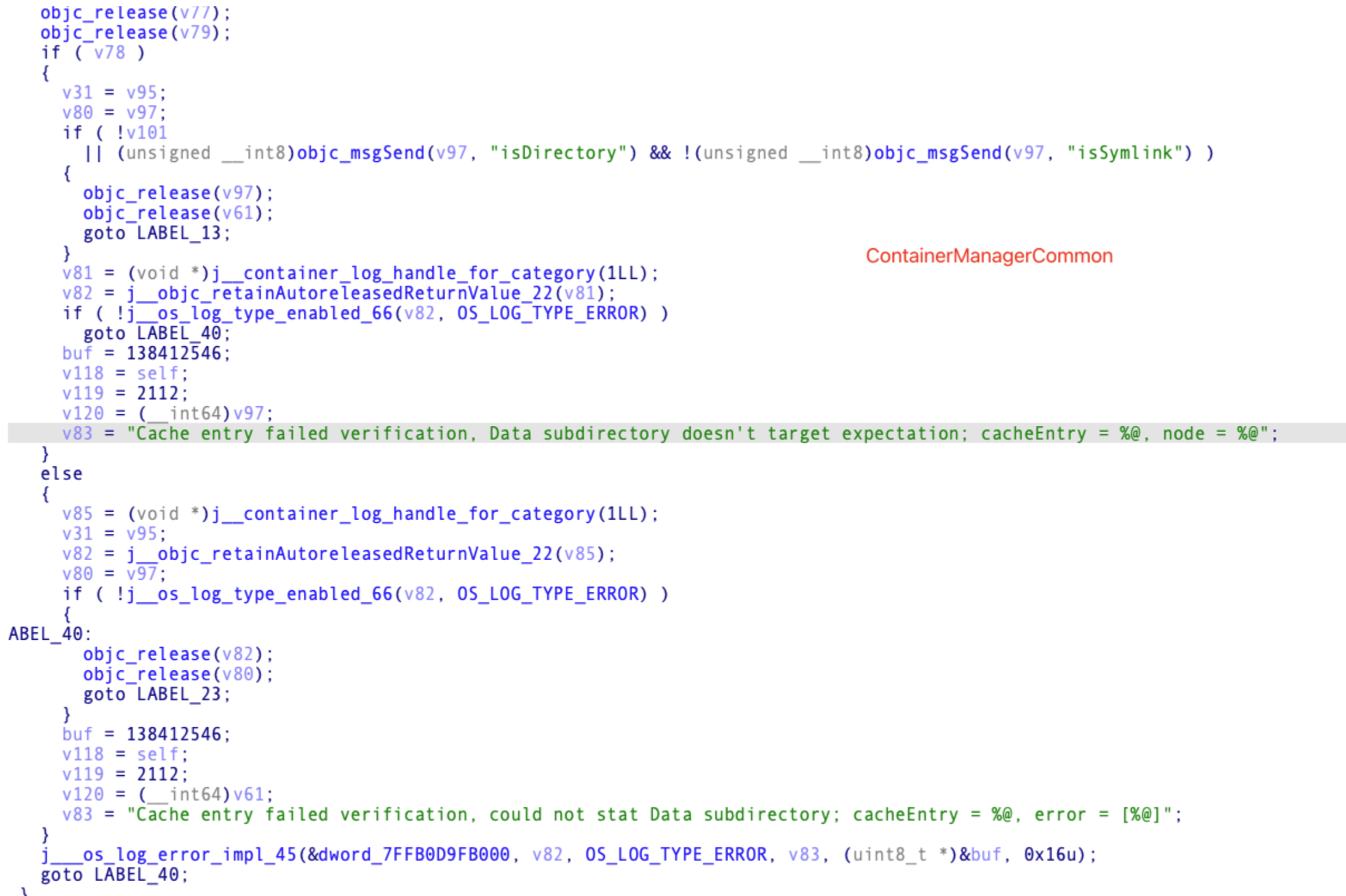 objc_release(v77);
objc_release(v79);
if ( v78 )
{
v31 = v95;
v80 = v97;
if ( !v101
|| (unsigned __int8)objc_msgSend(v97, "isDirectory") && !(unsigned __int8)objc_msgSend(v97, "isSymlink") )
{
objc_release(v97);
objc_release(v61);
goto LABEL_13;
}
ContainerManagerCommon
v81 = (void *)j__container_log_handle_for_category(1LL);
v82 = j__objc_retainAutoreleasedReturnValue_22(v81);
if ( !j__os_log_type_enabled_66(v82, OS_LOG_TYPE_ERROR) )
goto LABEL_40;
buf = 138412546;
v118 = self;
v119 = 2112;
v120 = (__int64)v97;
v83 = "Cache entry failed verification, Data subdirectory doesn't target expectation; cacheEntry = %@, node = %@";
}
else
{
v85 = (void *)j__container_log_handle_for_category(1LL);
v31 = v95;
v82 = j__objc_retainAutoreleasedReturnValue_22(v85);
v80 = v97;
if ( !j__os_log_type_enabled_66(v82, OS_LOG_TYPE_ERROR) )
{
ABEL_40:
objc_release(v82);
objc_release(v80);
goto LABEL_23;
}
buf = 138412546;
v118 = self;
v119 = 2112;
v120 = (__int64)v61;
v83 = "Cache entry failed verification, could not stat Data subdirectory; cacheEntry = %@, error = [%@]";
}
j___os_log_error_impl_45(&dword_7FFB0D9FB000, v82, OS_LOG_TYPE_ERROR, v83, (uint8_t *)&buf, 0x16u);
goto LABEL_40;
}